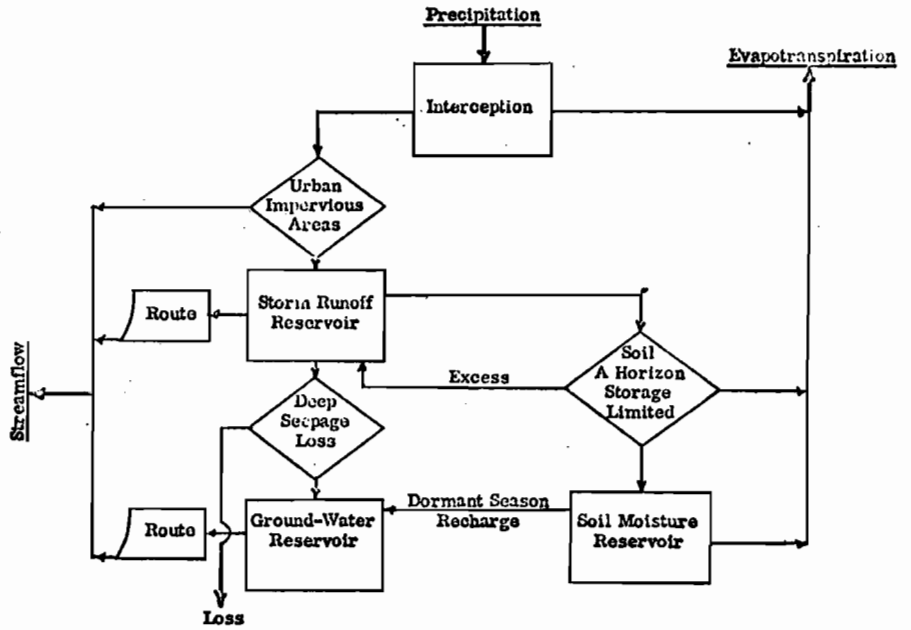 Precipitation
Evapotranspiration
Interception
Urban
Impervious
Areas
Storm Runoff
Reservoir
Route
Soil
A Horizon
Storage
Limited
Excess
Streamflow
Deep
Seepage
Loss
Dormant Season
Recharge
Route
Ground-Water
Reservoir
Soil Moisture
Reservoir
Loss